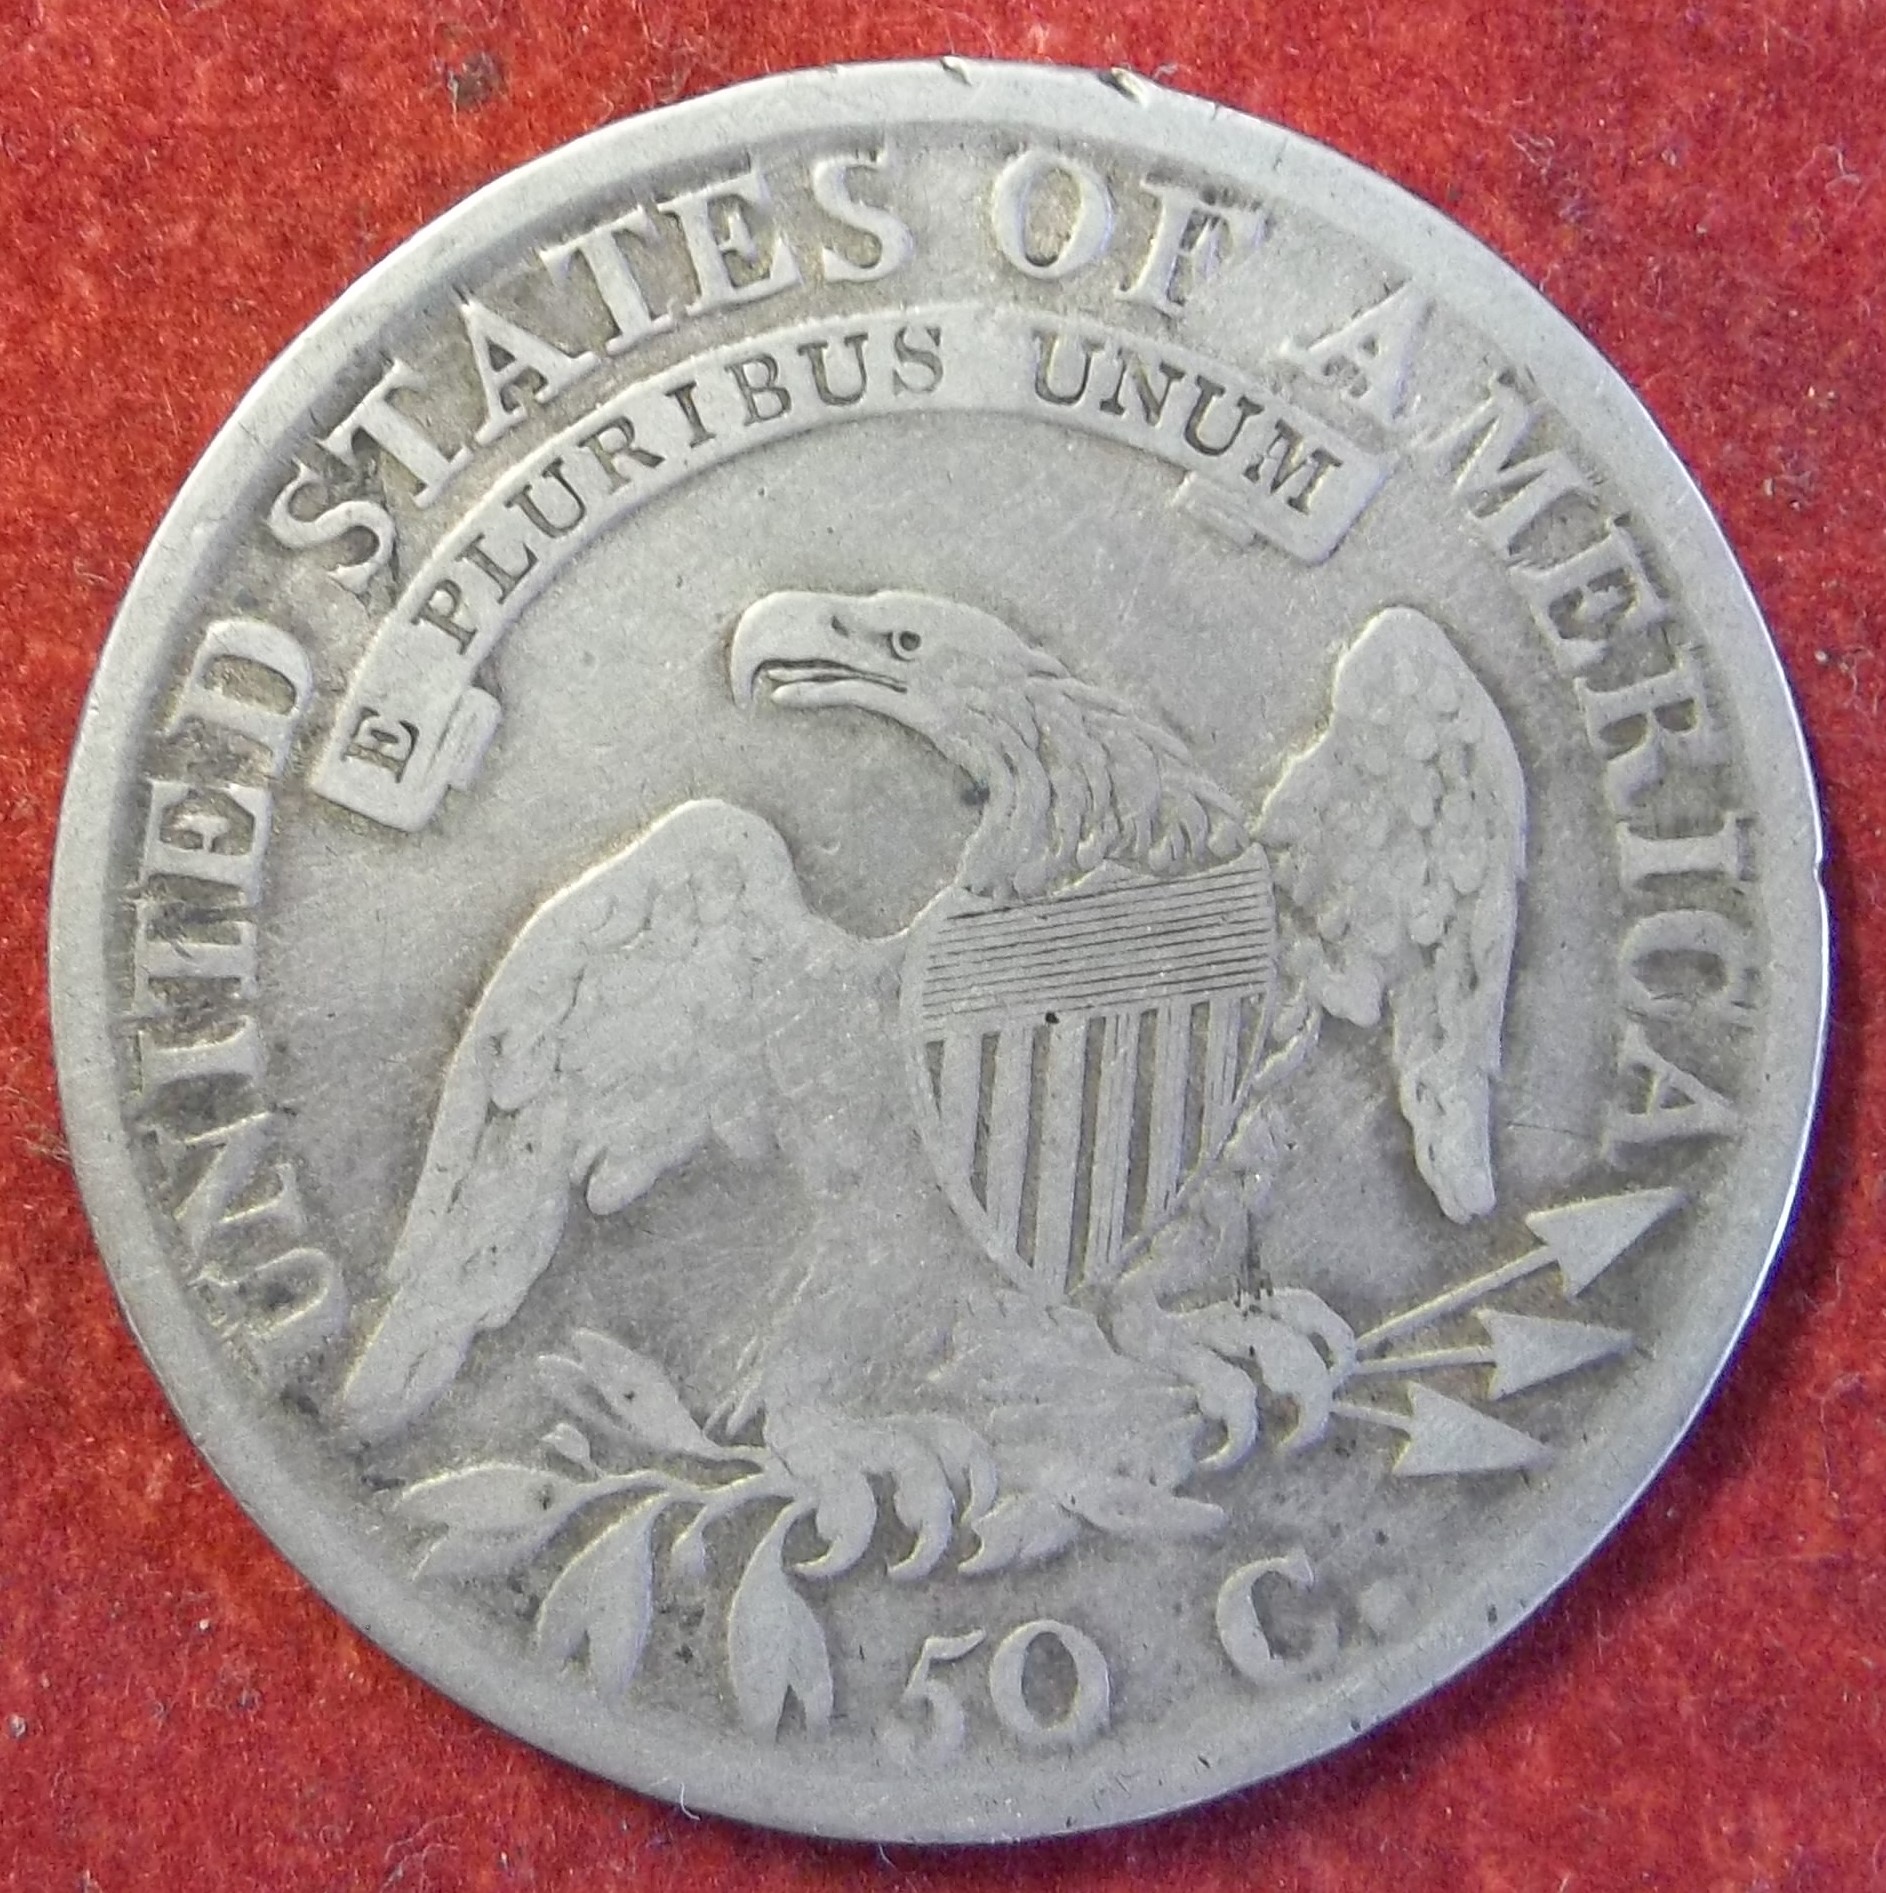 UNITED STATES OF AMERICA
E PLURIBUS UNUM
50 C.